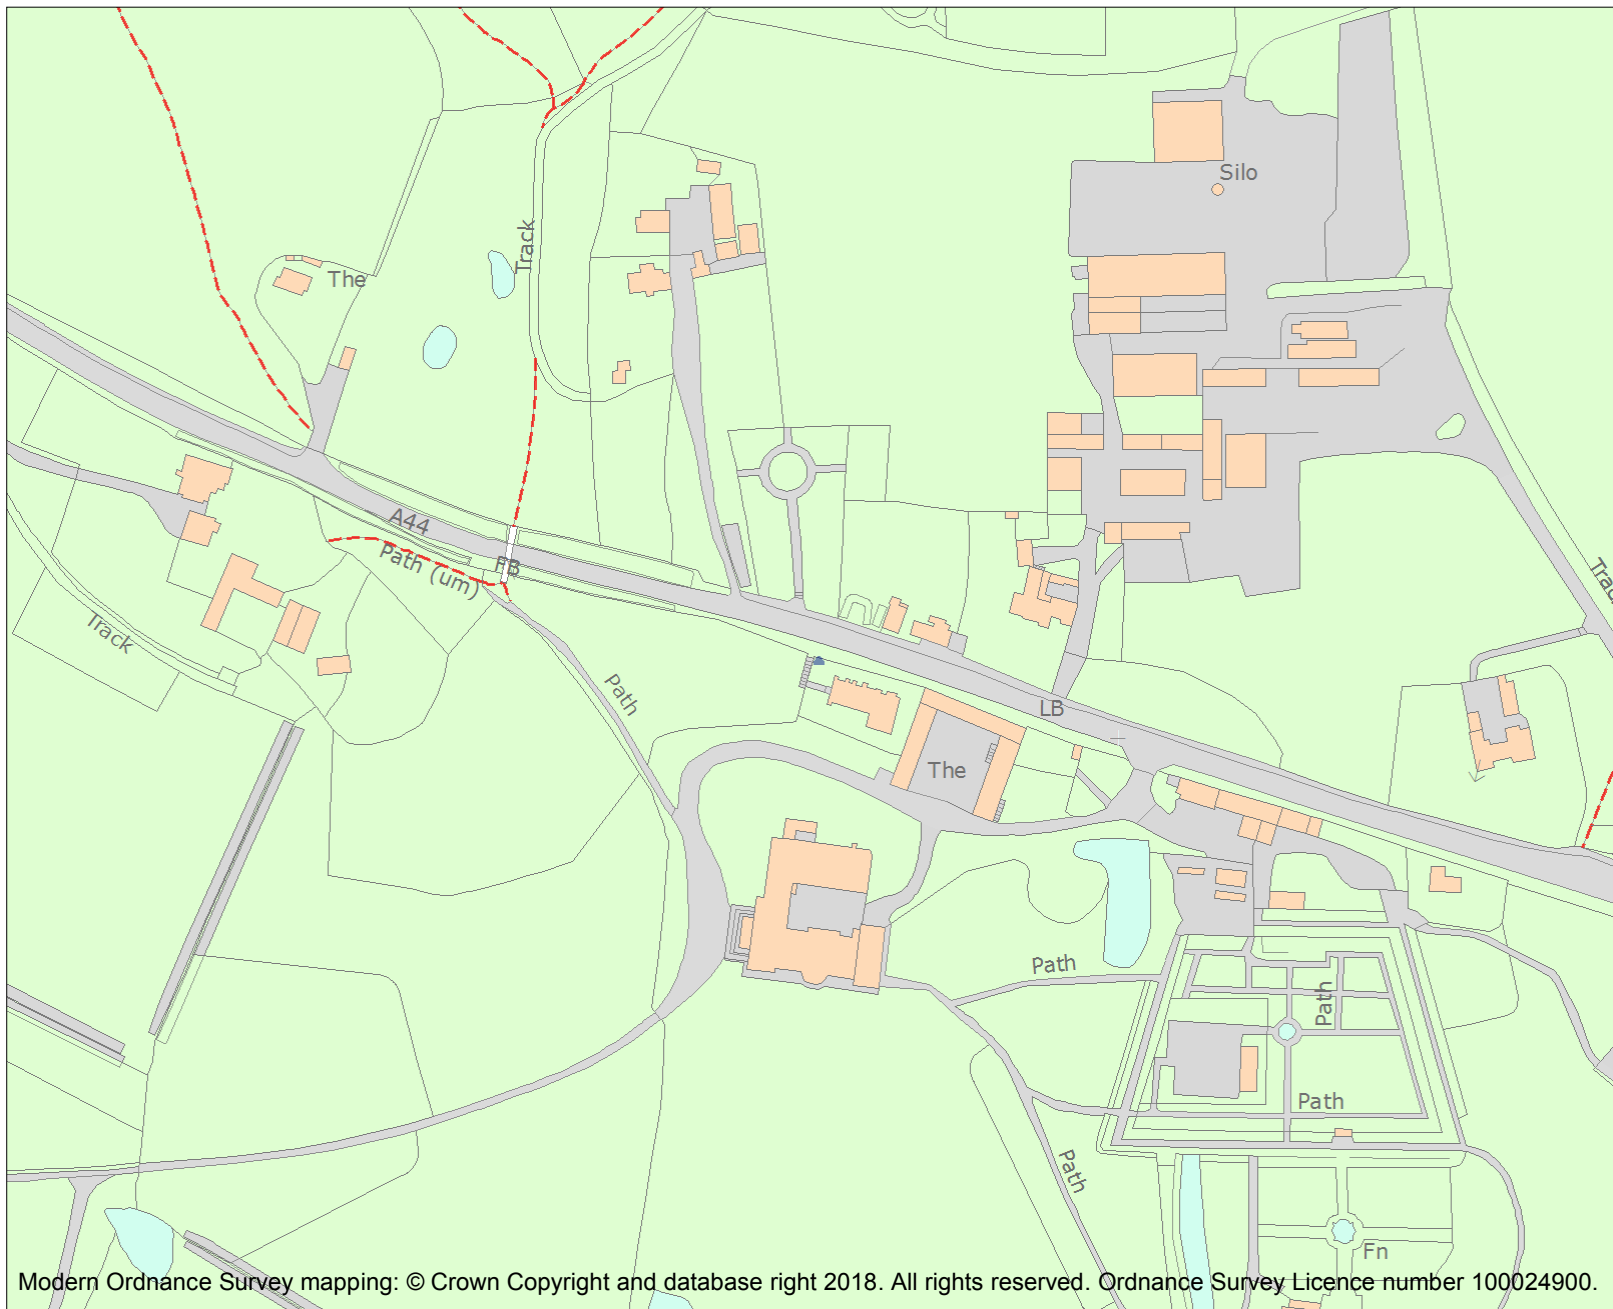 Silo
Track
The
A44
Path (um)
FB
Track
Path
LB
The
Path
Path
Path
Path
Fn
Modern Ordnance Survey mapping: © Crown Copyright and database right 2018. All rights reserved. Ordnance Survey Licence number 100024900.